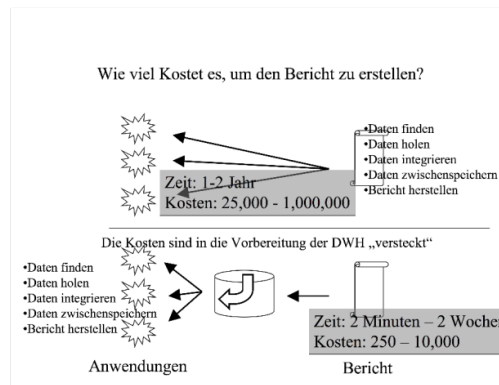 Wie viel Kostet es, um den Bericht zu erstellen?
•Daten finden
•Daten holen
•Daten integrieren
•Daten zwischenspeichern
•Bericht herstellen
Zeit: 1-2 Jahr
Kosten: 25,000 - 1,000,000
Die Kosten sind in die Vorbereitung der DWH „versteckt“
•Daten finden
•Daten holen
•Daten integrieren
•Daten zwischenspeichern
•Bericht herstellen
Zeit: 2 Minuten – 2 Woche
Kosten: 250 – 10,000
Anwendungen
Bericht